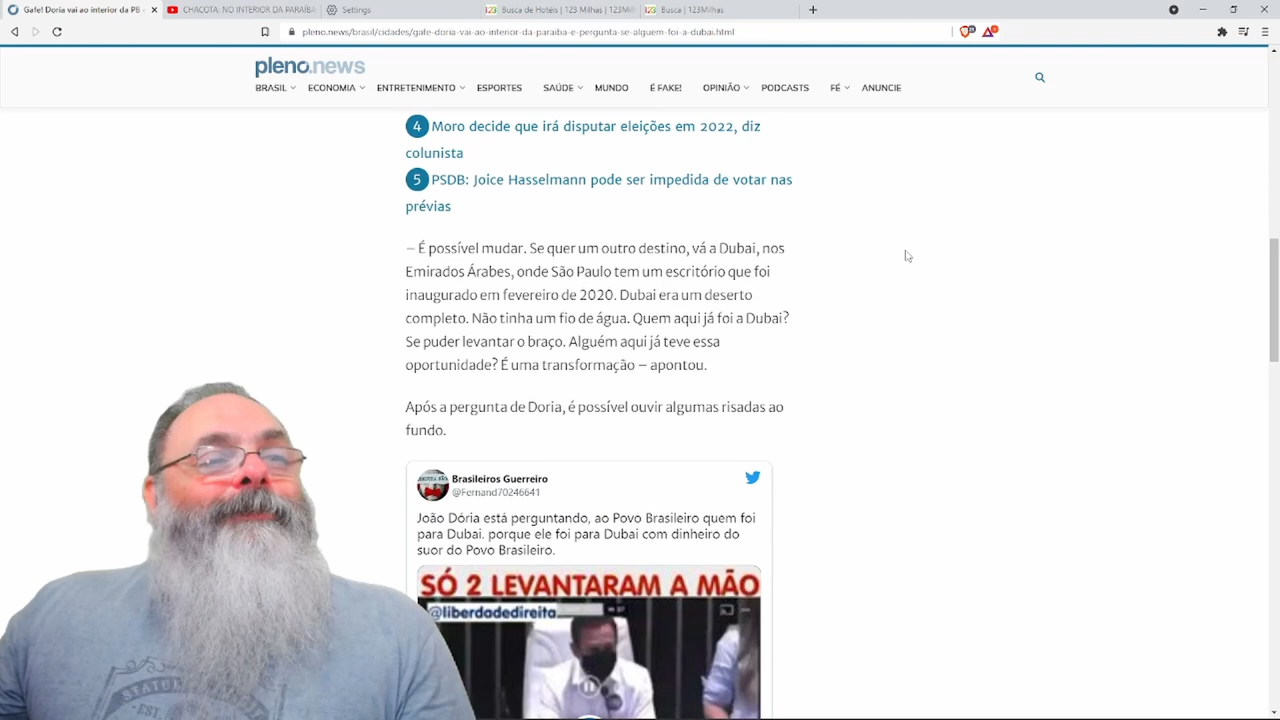 Gafe! Doria vai ao interior da PB
CHACOTA: NO INTERIOR DA PARAÍBA
Settings
Busca de Hotéis | 123 Milhas | 123Mil
Busca | 123Milhas
pleno.news/brasil/cidades/gafe-doria-vai-ao-interior-da-paraiba-e-pergunta-se-alguem-foi-a-dubai.html
pleno.news
BRASIL ECONOMIA ENTRETENIMENTO ESPORTES SAÚDE MUNDO É FAKE! OPINIÃO PODCASTS FÉ ANUNCIE
4 Moro decide que irá disputar eleições em 2022, diz
colunista
5 PSDB: Joice Hasselmann pode ser impedida de votar nas
prévias
– É possível mudar. Se quer um outro destino, vá a Dubai, nos
Emirados Árabes, onde São Paulo tem um escritório que foi
inaugurado em fevereiro de 2020. Dubai era um deserto
completo. Não tinha um fio de água. Quem aqui já foi a Dubai?
Se puder levantar o braço. Alguém aqui já teve essa
oportunidade? É uma transformação – apontou.
Após a pergunta de Doria, é possível ouvir algumas risadas ao
fundo.
Brasileiros Guerreiro
@Fernand70246641
João Dória está perguntando, ao Povo Brasileiro quem foi
para Dubai. porque ele foi para Dubai com dinheiro do
suor do Povo Brasileiro.
SÓ 2 LEVANTARAM A MÃO
@liberdadedireita